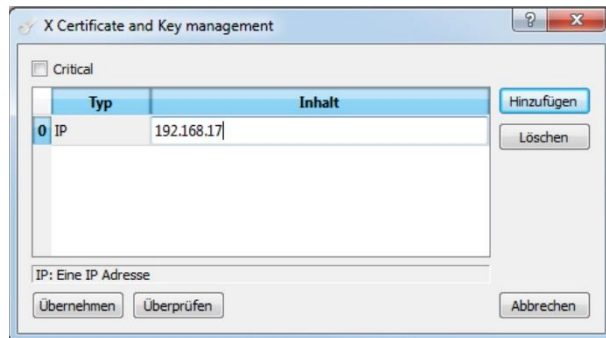 X Certificate and Key management
Critical
Typ Inhalt
Hinzufügen
0 IP 192.168.17
Löschen
IP: Eine IP Adresse
Übernehmen Überprüfen Abbrechen